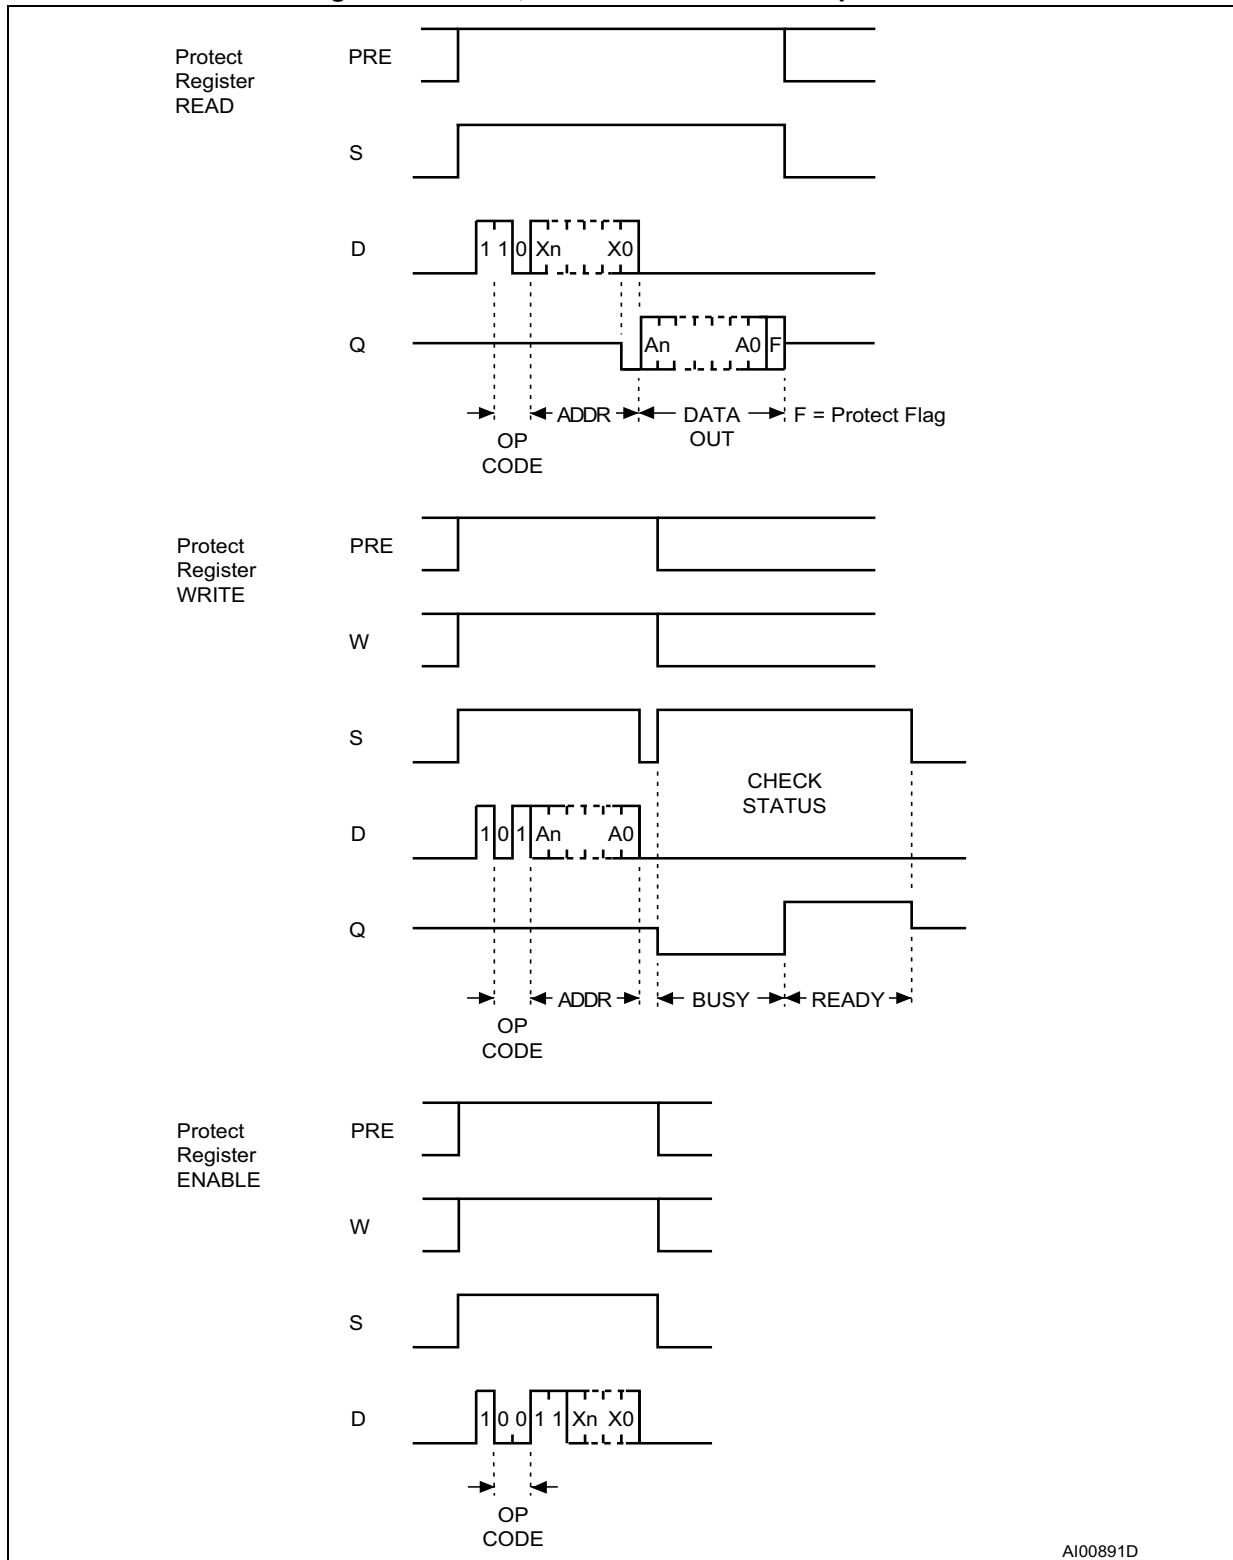 Protect
Register
READ
PRE
S
D
1 1 0 Xn X0
Q
An A0 F
ADDR DATA OUT F = Protect Flag
OP
CODE
Protect
Register
WRITE
PRE
W
S
CHECK
STATUS
D
1 0 1 An A0
Q
ADDR BUSY READY
OP
CODE
Protect
Register
ENABLE
PRE
W
S
D
1 0 0 1 1 Xn X0
OP
CODE
AI00891D